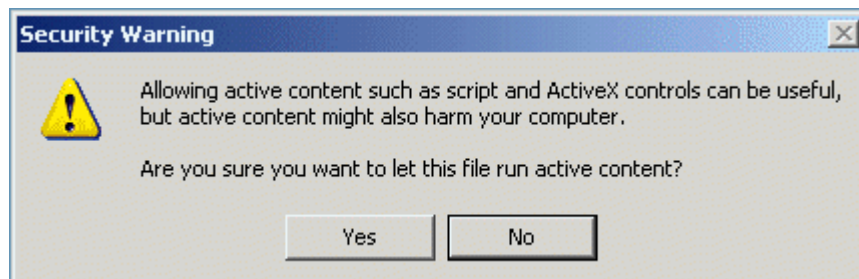 Security Warning
Allowing active content such as script and ActiveX controls can be useful,
but active content might also harm your computer.
Are you sure you want to let this file run active content?
Yes
No